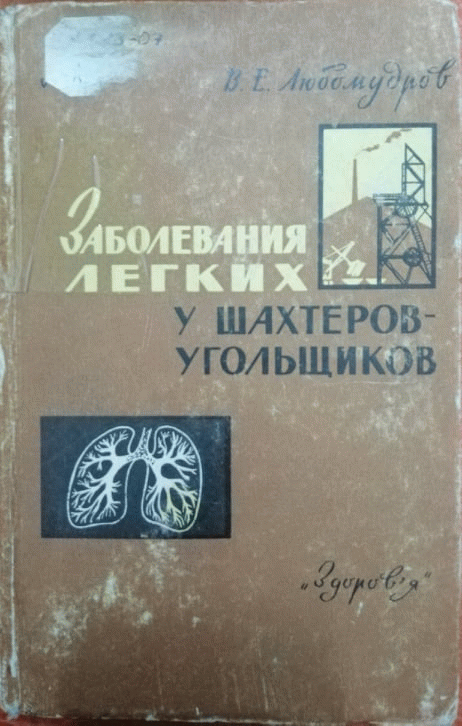 В. Е. Любомудров
ЗАБОЛЕВАНИЯ
ЛЕГКИХ
У ШАХТЕРОВ-
УГОЛЬЩИКОВ
„Здоров'я“